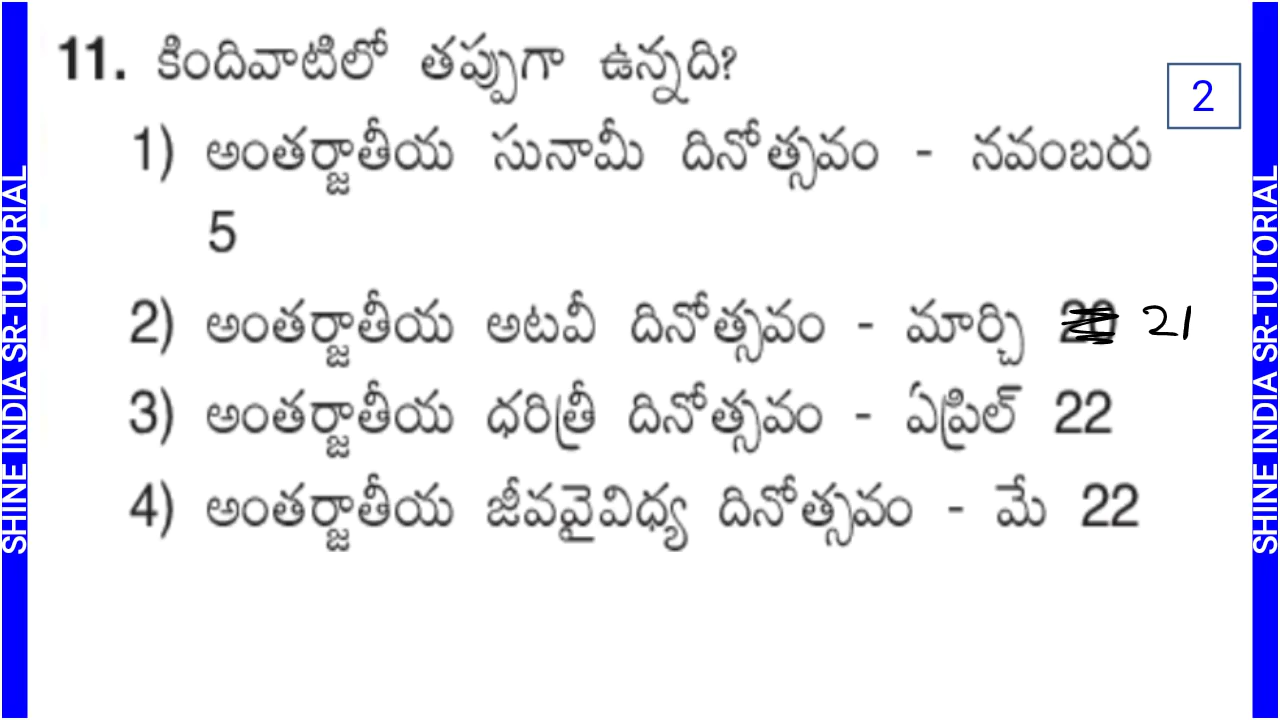 11. కిందివాటిలో తప్పుగా ఉన్నది?
2
1) అంతర్జాతీయ సునామీ దినోత్సవం - నవంబరు
5
2) అంతర్జాతీయ అటవీ దినోత్సవం - మార్చి 21
3) అంతర్జాతీయ ధరిత్రీ దినోత్సవం - ఏప్రిల్ 22
4) అంతర్జాతీయ జీవవైవిధ్య దినోత్సవం - మే 22
SHINE INDIA SR-TUTORIAL
SHINE INDIA SR-TUTORIAL